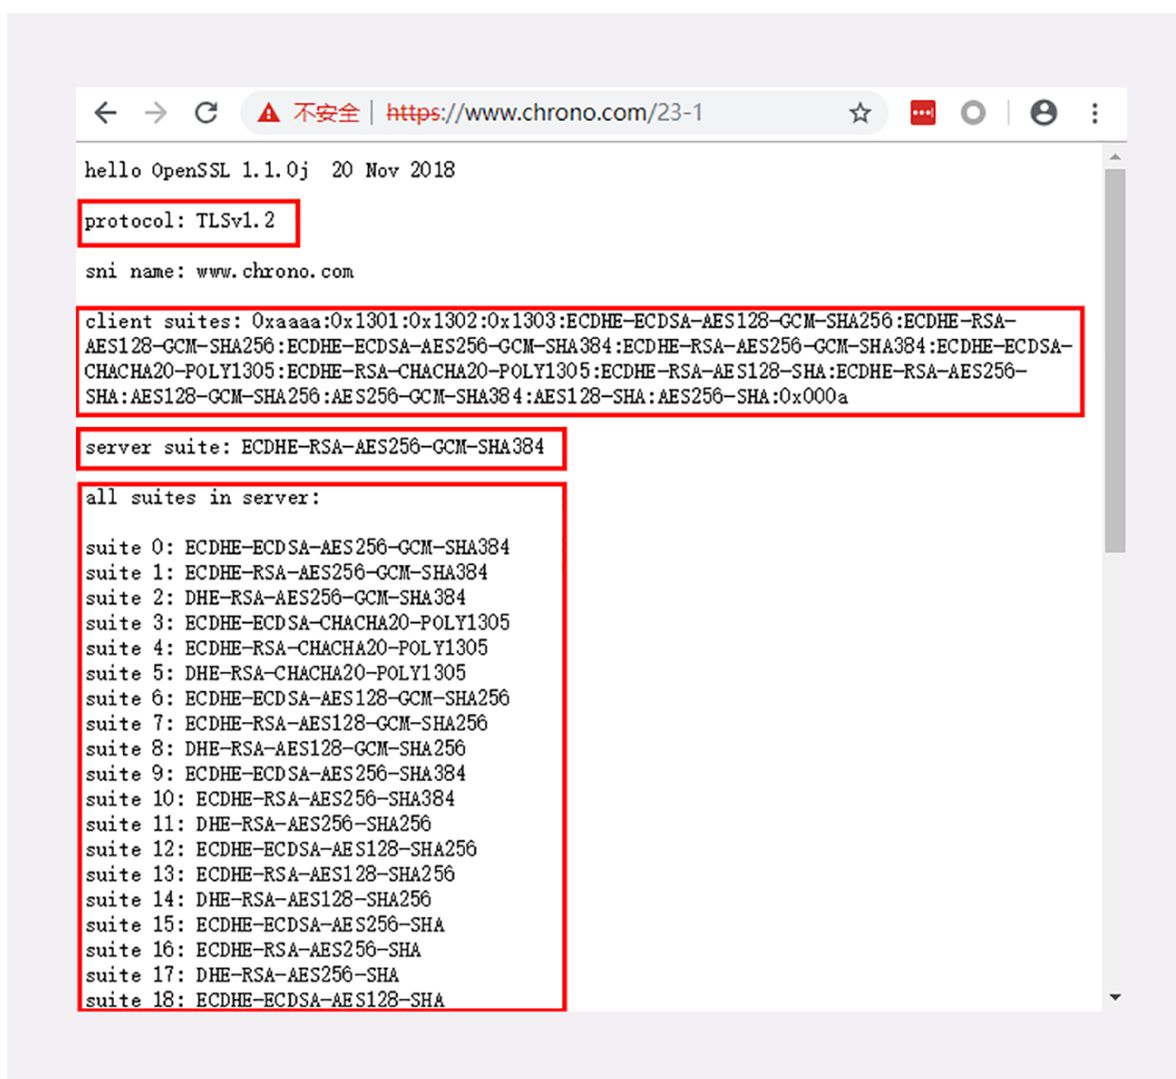 不安全 | https://www.chrono.com/23-1
hello OpenSSL 1.1.0j  20 Nov 2018
protocol: TLSv1.2
sni name: www.chrono.com
client suites: 0xaaaa:0x1301:0x1302:0x1303:ECDHE-ECDSA-AES128-GCM-SHA256:ECDHE-RSA-
AES128-GCM-SHA256:ECDHE-ECDSA-AES256-GCM-SHA384:ECDHE-RSA-AES256-GCM-SHA384:ECDHE-ECDSA-
CHACHA20-POLY1305:ECDHE-RSA-CHACHA20-POLY1305:ECDHE-RSA-AES128-SHA:ECDHE-RSA-AES256-
SHA:AES128-GCM-SHA256:AES256-GCM-SHA384:AES128-SHA:AES256-SHA:0x000a
server suite: ECDHE-RSA-AES256-GCM-SHA384
all suites in server:
suite 0: ECDHE-ECDSA-AES256-GCM-SHA384
suite 1: ECDHE-RSA-AES256-GCM-SHA384
suite 2: DHE-RSA-AES256-GCM-SHA384
suite 3: ECDHE-ECDSA-CHACHA20-POLY1305
suite 4: ECDHE-RSA-CHACHA20-POLY1305
suite 5: DHE-RSA-CHACHA20-POLY1305
suite 6: ECDHE-ECDSA-AES128-GCM-SHA256
suite 7: ECDHE-RSA-AES128-GCM-SHA256
suite 8: DHE-RSA-AES128-GCM-SHA256
suite 9: ECDHE-ECDSA-AES256-SHA384
suite 10: ECDHE-RSA-AES256-SHA384
suite 11: DHE-RSA-AES256-SHA256
suite 12: ECDHE-ECDSA-AES128-SHA256
suite 13: ECDHE-RSA-AES128-SHA256
suite 14: DHE-RSA-AES128-SHA256
suite 15: ECDHE-ECDSA-AES256-SHA
suite 16: ECDHE-RSA-AES256-SHA
suite 17: DHE-RSA-AES256-SHA
suite 18: ECDHE-ECDSA-AES128-SHA